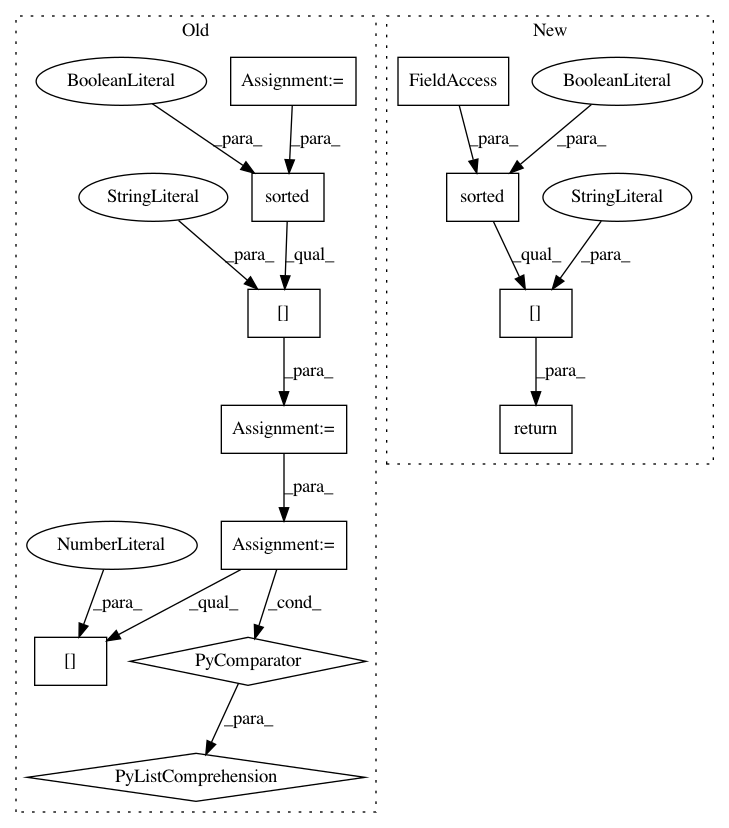 Old
New
BooleanLiteral
Assignment:=
FieldAccess
BooleanLiteral
_para_
_para_
_para_
_para_
StringLiteral
sorted
sorted
StringLiteral
_para_
_qual_
_qual_
_para_
[]
[]
_para_
_para_
Assignment:=
return
_para_
NumberLiteral
Assignment:=
_para_
_qual_
_cond_
[]
PyComparator
_para_
PyListComprehension